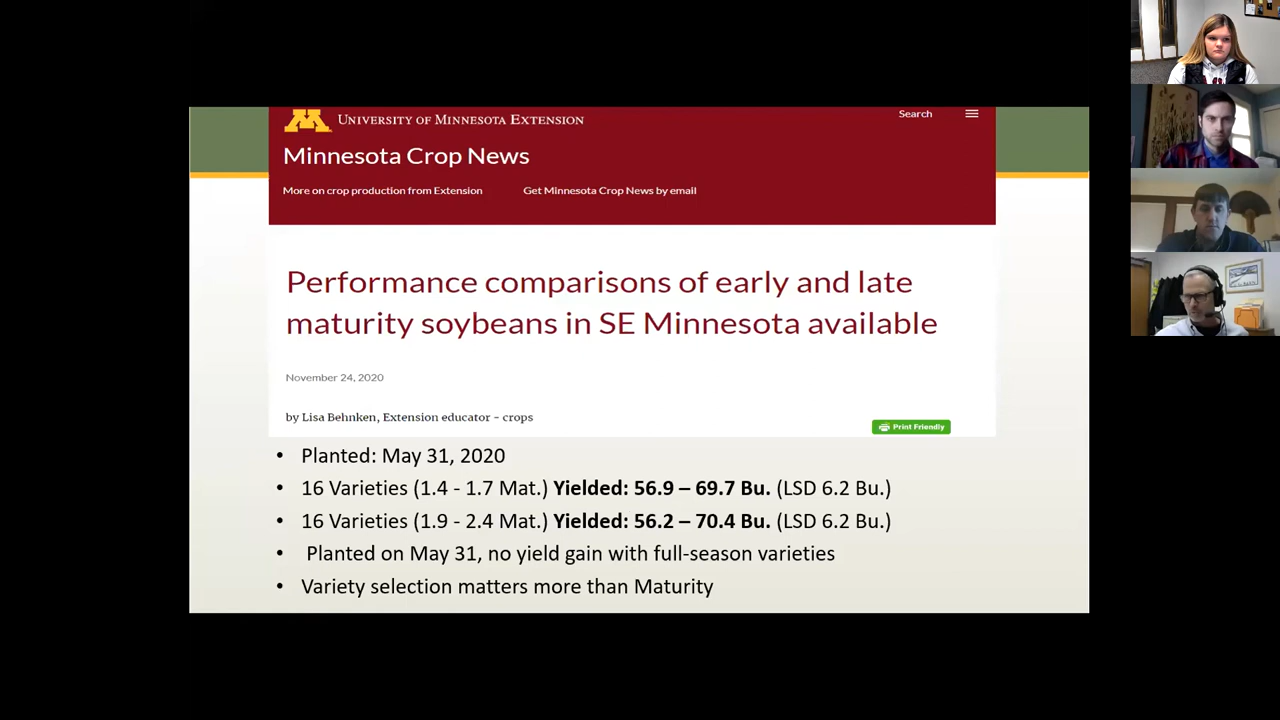 University of Minnesota Extension
Search
Minnesota Crop News
More on crop production from Extension
Get Minnesota Crop News by email
Performance comparisons of early and late
maturity soybeans in SE Minnesota available
November 24, 2020
by Lisa Behnken, Extension educator - crops
Print Friendly
• Planted: May 31, 2020
• 16 Varieties (1.4 - 1.7 Mat.) Yielded: 56.9 – 69.7 Bu. (LSD 6.2 Bu.)
• 16 Varieties (1.9 - 2.4 Mat.) Yielded: 56.2 – 70.4 Bu. (LSD 6.2 Bu.)
• Planted on May 31, no yield gain with full-season varieties
• Variety selection matters more than Maturity